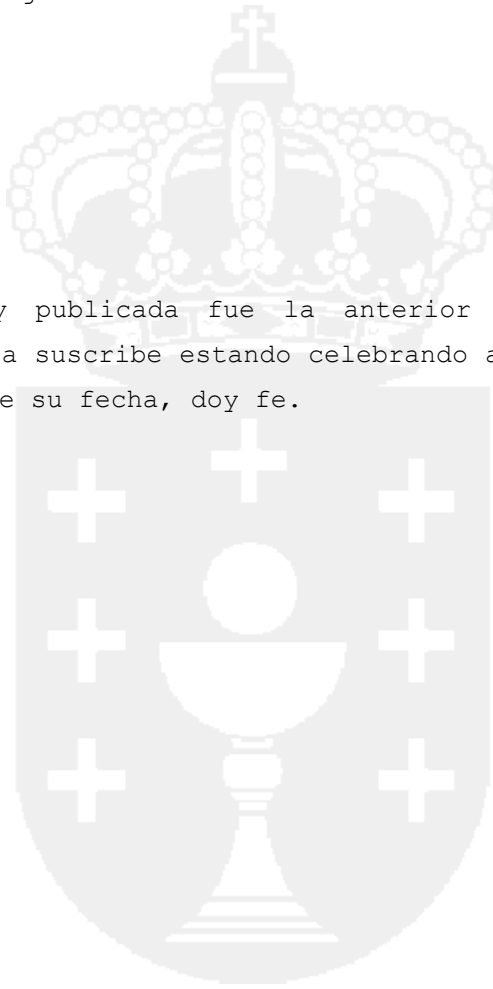 y publicada fue la anterior
a suscribe estando celebrando a
e su fecha, doy fe.